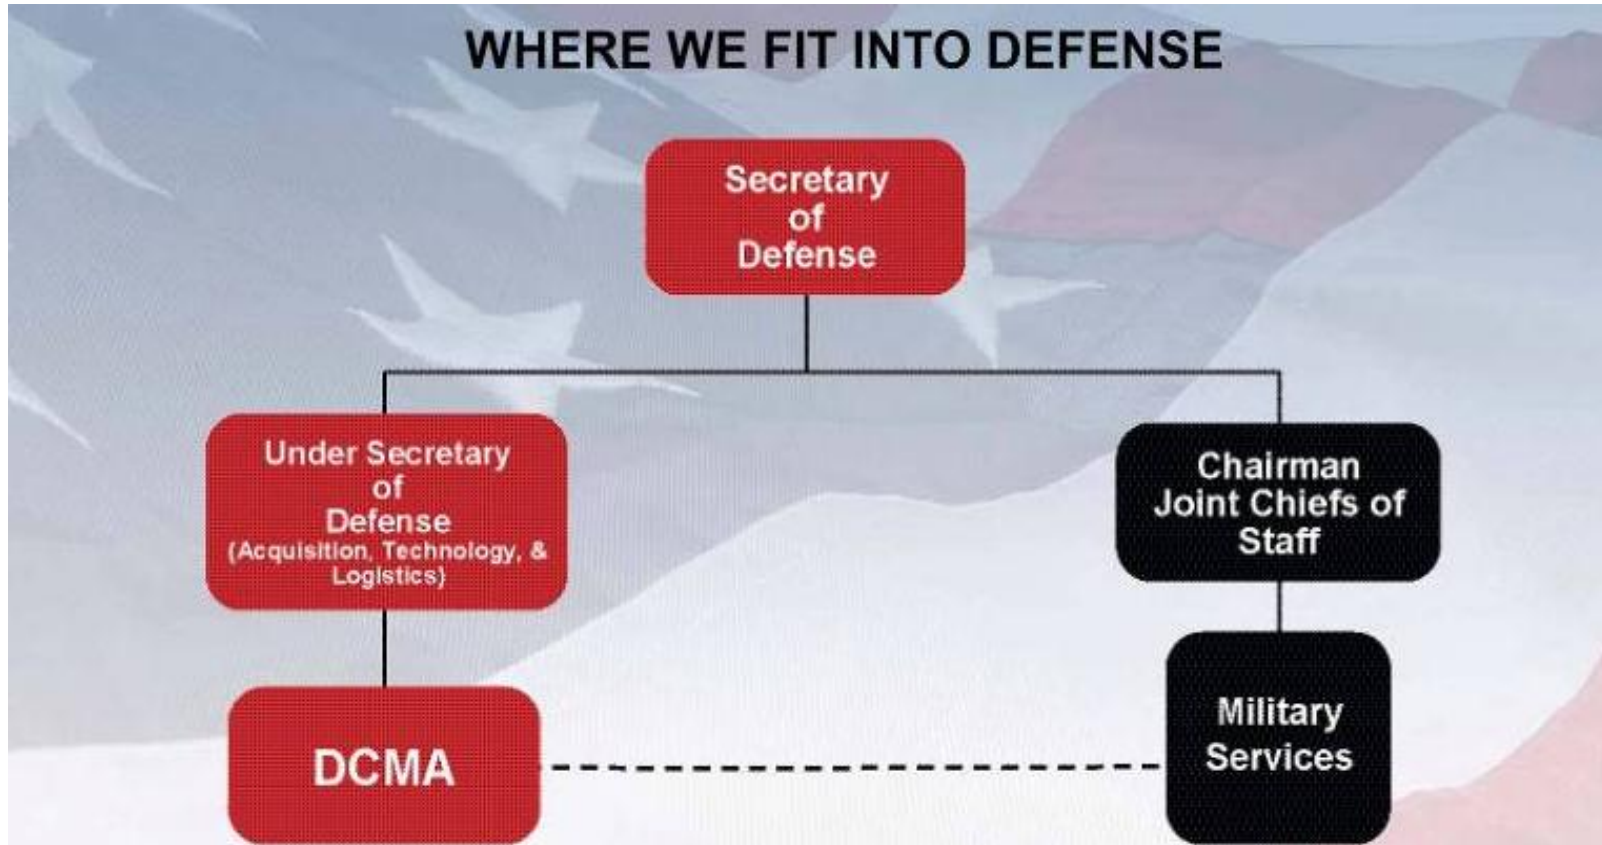 WHERE WE FIT INTO DEFENSE
Secretary
of
Defense
Under Secretary
of
Defense
(Acquisition, Technology, &
Logistics)
Chairman
Joint Chiefs of
Staff
DCMA
Military
Services